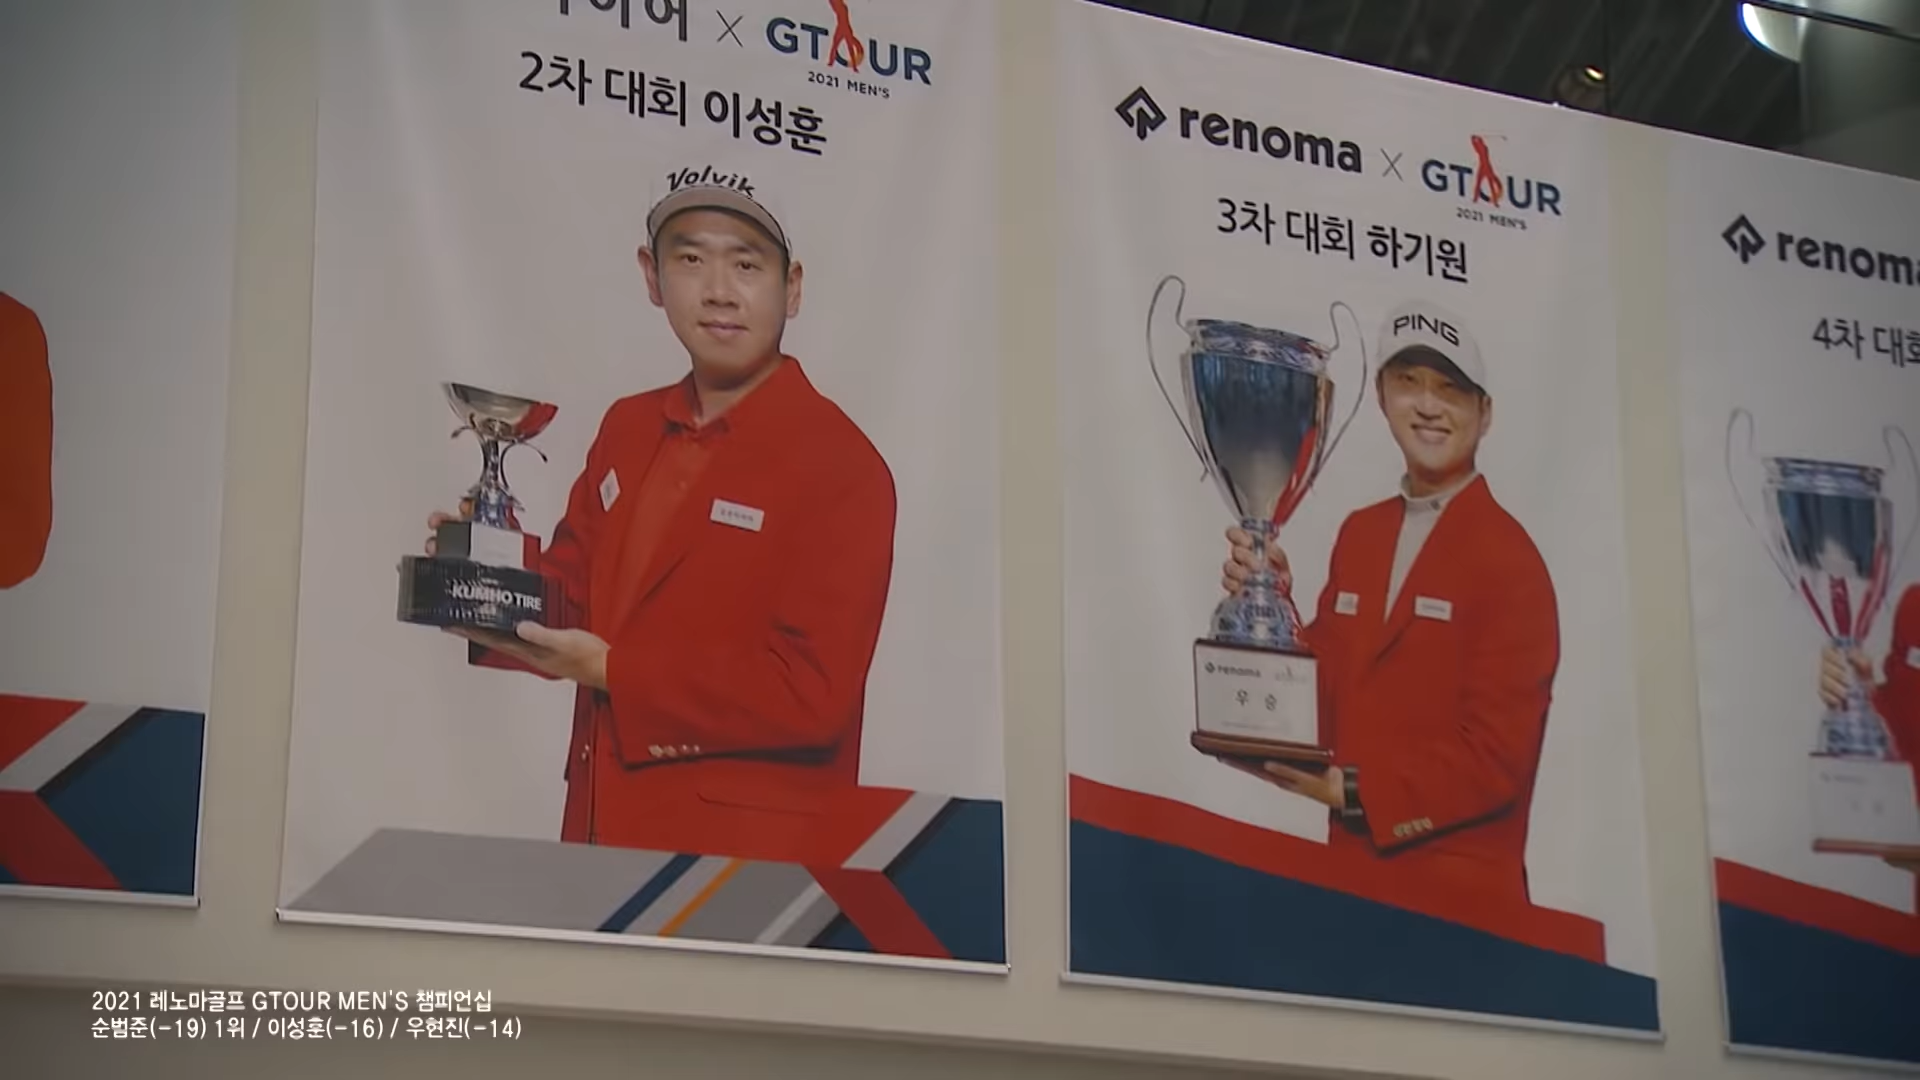 GTOUR
2021 MEN'S
2차 대회 이성훈
Volvik
KUMHO TIRE
renoma X GTOUR
2021 MEN'S
3차 대회 하기원
PING
renoma
우 승
renoma
4차 대회
2021 레노마골프 GTOUR MEN'S 챔피언십
순범준(-19) 1위 / 이성훈(-16) / 우현진(-14)